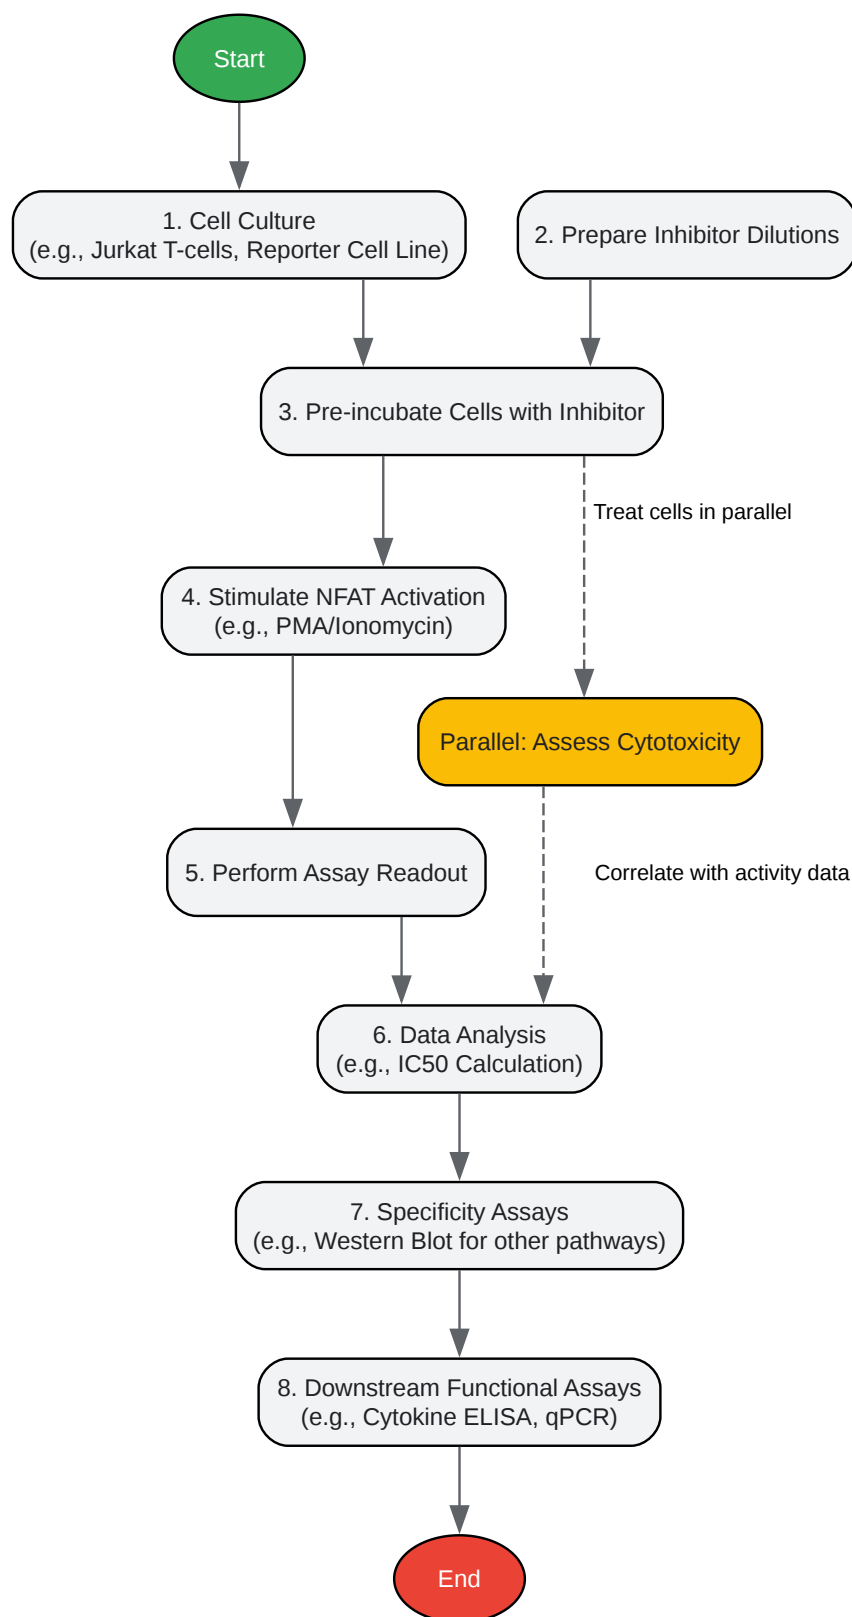 Start
1. Cell Culture
(e.g., Jurkat T-cells, Reporter Cell Line)
2. Prepare Inhibitor Dilutions
3. Pre-incubate Cells with Inhibitor
Treat cells in parallel
4. Stimulate NFAT Activation
(e.g., PMA/Ionomycin)
Parallel: Assess Cytotoxicity
5. Perform Assay Readout
Correlate with activity data
6. Data Analysis
(e.g., IC50 Calculation)
7. Specificity Assays
(e.g., Western Blot for other pathways)
8. Downstream Functional Assays
(e.g., Cytokine ELISA, qPCR)
End